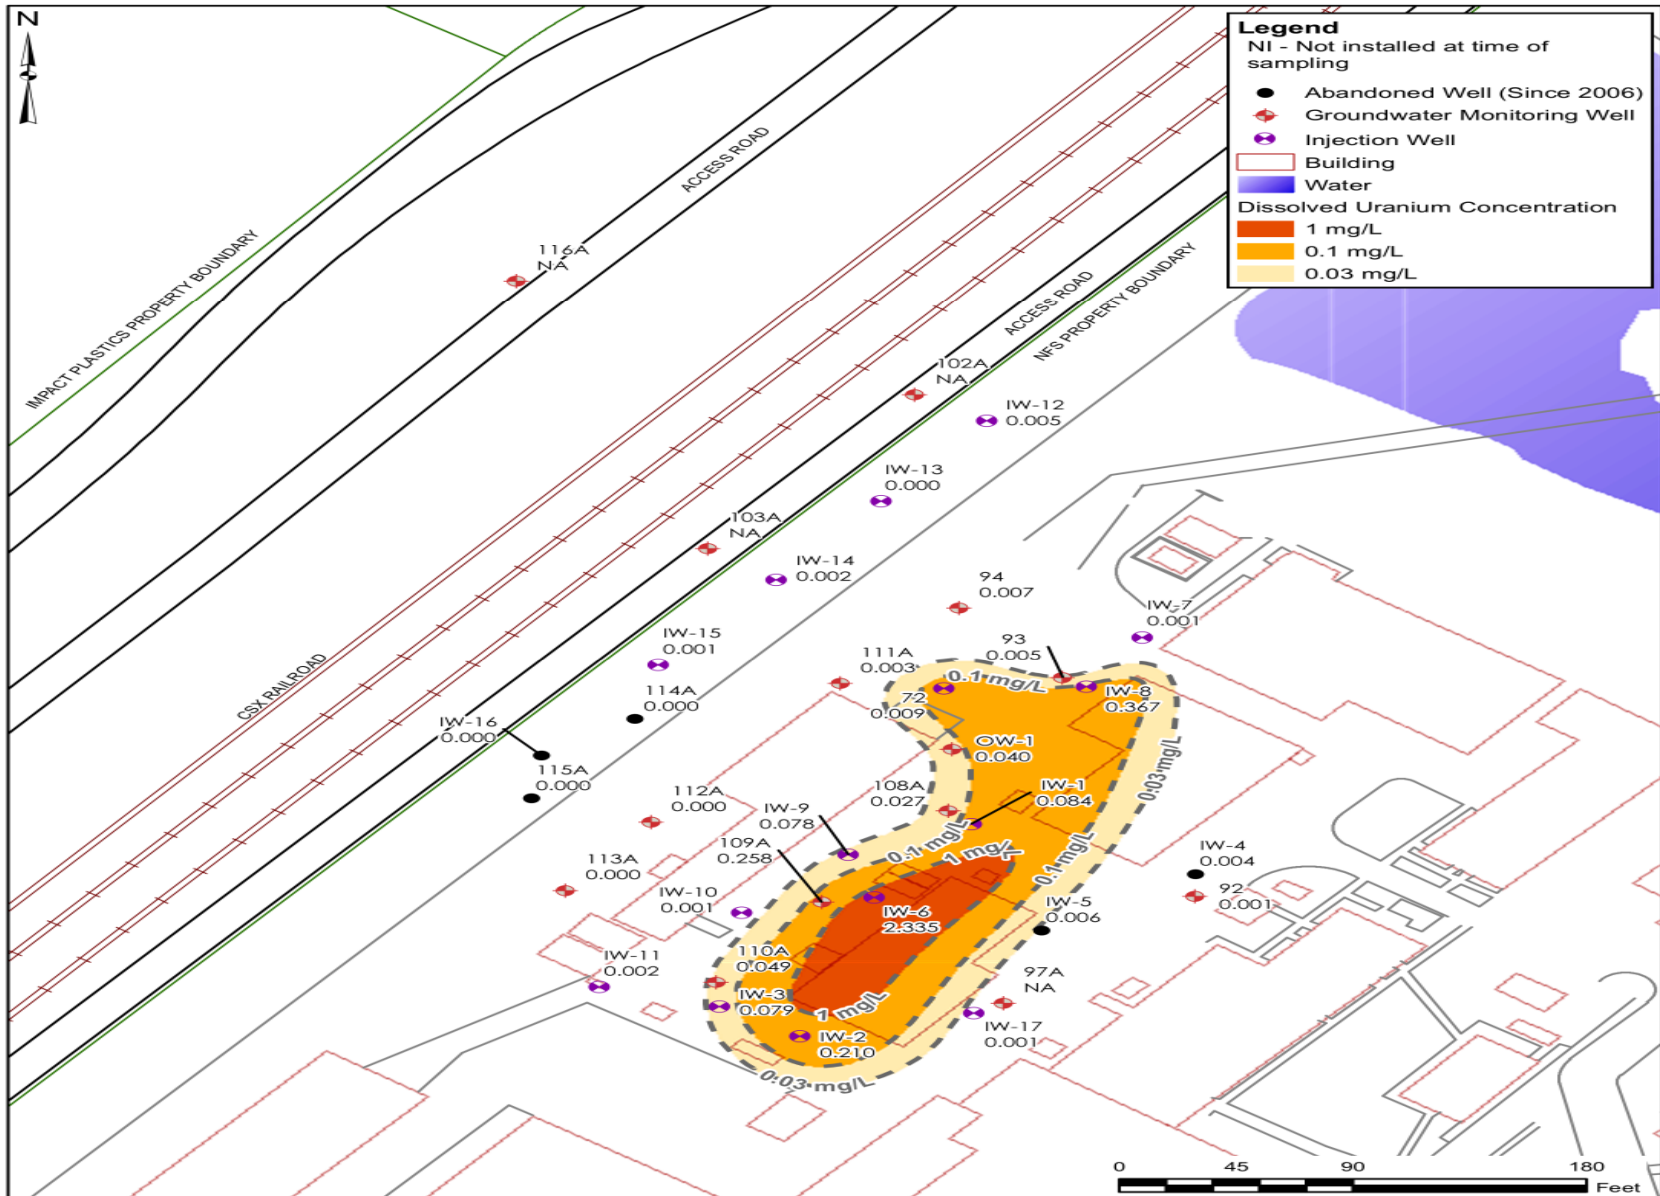 N
Legend
NI - Not installed at time of
sampling
Abandoned Well (Since 2006)
Groundwater Monitoring Well
Injection Well
Building
Water
Dissolved Uranium Concentration
1 mg/L
0.1 mg/L
0.03 mg/L
IMPACT PLASTICS PROPERTY BOUNDARY
ACCESS ROAD
116A
NA
ACCESS ROAD
NFS PROPERTY BOUNDARY
CSX RAILROAD
102A
NA
IW-12
0.005
IW-13
0.000
103A
NA
IW-14
0.002
94
0.007
IW-7
0.001
IW-15
0.001
93
0.005
111A
0.003
0.1 mg/L
IW-8
0.367
114A
0.000
72
0.009
IW-16
0.000
OW-1
0.040
0.03 mg/L
115A
0.000
112A
0.000
IW-9
0.078
108A
0.027
IW-1
0.084
0.1 mg/L
1 mg/L
0.1 mg/L
109A
0.258
IW-4
0.004
113A
0.000
IW-10
0.001
IW-6
2.335
IW-5
0.006
92
0.001
IW-11
0.002
110A
0.049
97A
NA
IW-3
0.079
1 mg/L
IW-17
0.001
IW-2
0.210
0.03 mg/L
0 45 90 180
Feet